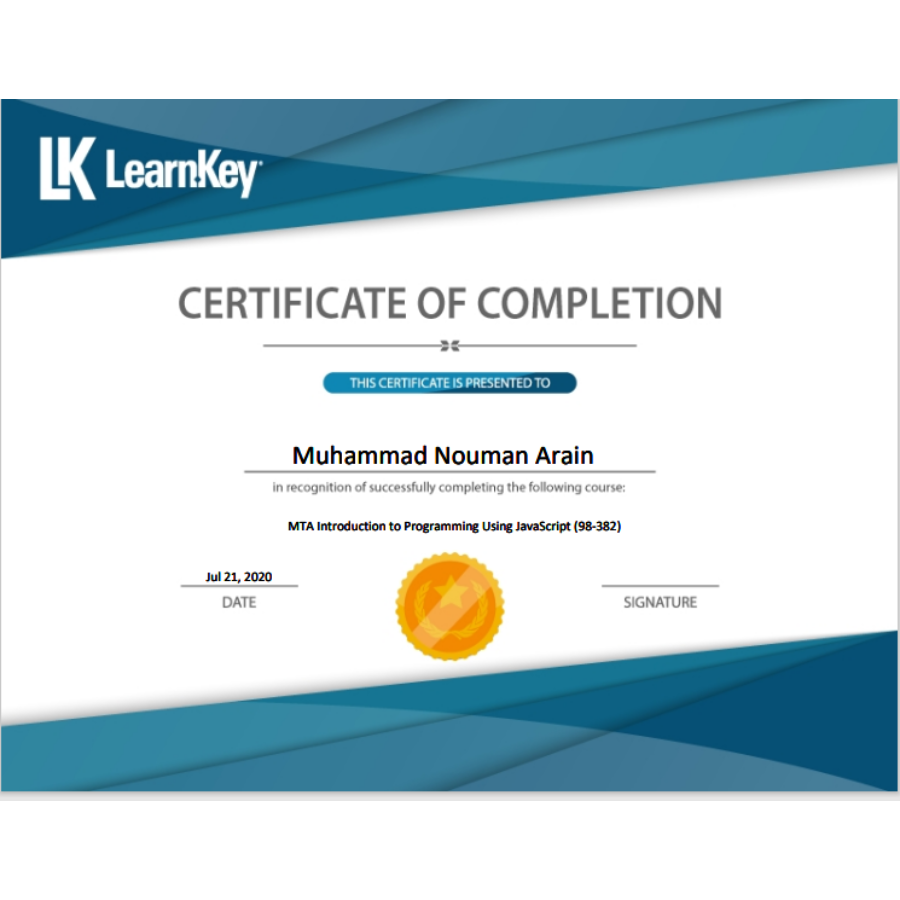 LK LearnKey
CERTIFICATE OF COMPLETION
THIS CERTIFICATE IS PRESENTED TO
Muhammad Nouman Arain
in recognition of successfully completing the following course:
MTA Introduction to Programming Using JavaScript (98-382)
Jul 21, 2020
DATE
SIGNATURE